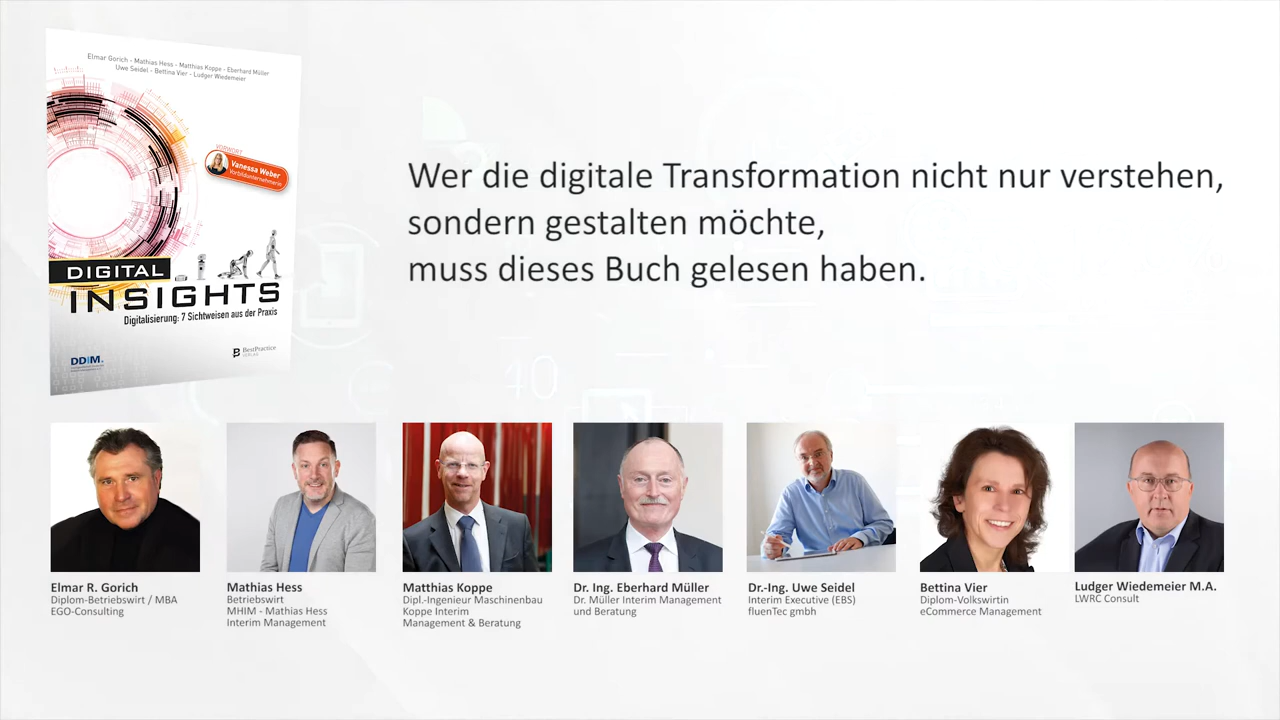 Elmar Gorich - Mathias Hess - Matthias Koppe - Eberhard Müller
Uwe Seidel - Bettina Vier - Ludger Wiedemeier
VORWORT
Vanessa Weber
Vorbildunternehmerin
DIGITAL
INSIGHTS
Digitalisierung: 7 Sichtweisen aus der Praxis
DDIM.
BestPractice
VERLAG
Wer die digitale Transformation nicht nur verstehen,
sondern gestalten möchte,
muss dieses Buch gelesen haben.
Elmar R. Gorich
Diplom-Betriebswirt / MBA
EGO-Consulting
Mathias Hess
Betriebswirt
MHIM - Mathias Hess
Interim Management
Matthias Koppe
Dipl.-Ingenieur Maschinenbau
Koppe Interim
Management & Beratung
Dr. Ing. Eberhard Müller
Dr. Müller Interim Management
und Beratung
Dr.-Ing. Uwe Seidel
Interim Executive (EBS)
fluenTec gmbh
Bettina Vier
Diplom-Volkswirtin
eCommerce Management
Ludger Wiedemeier M.A.
LWRC Consult